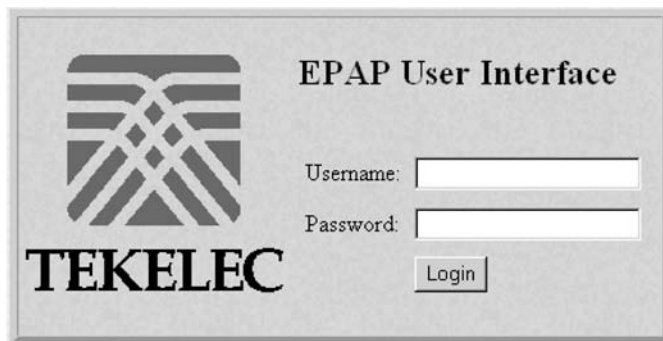 EPAP User Interface
Username:
Password:
Login
TEKELEC